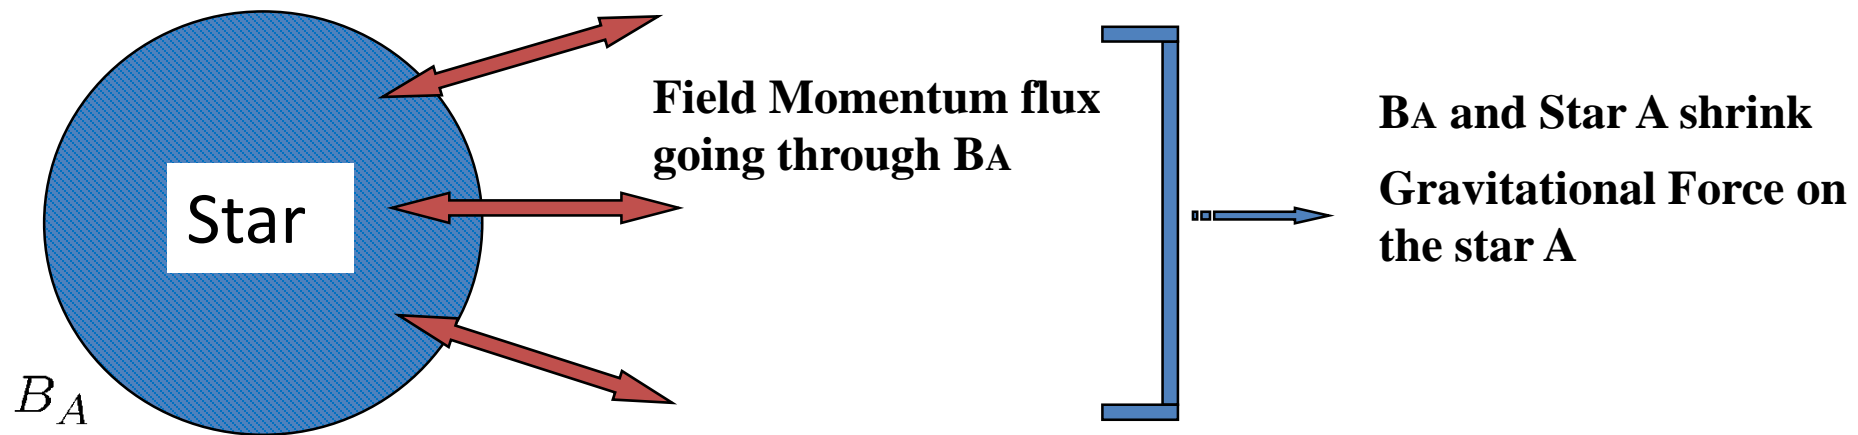 Star
B_A
Field Momentum flux
going through BA
BA and Star A shrink
Gravitational Force on
the star A